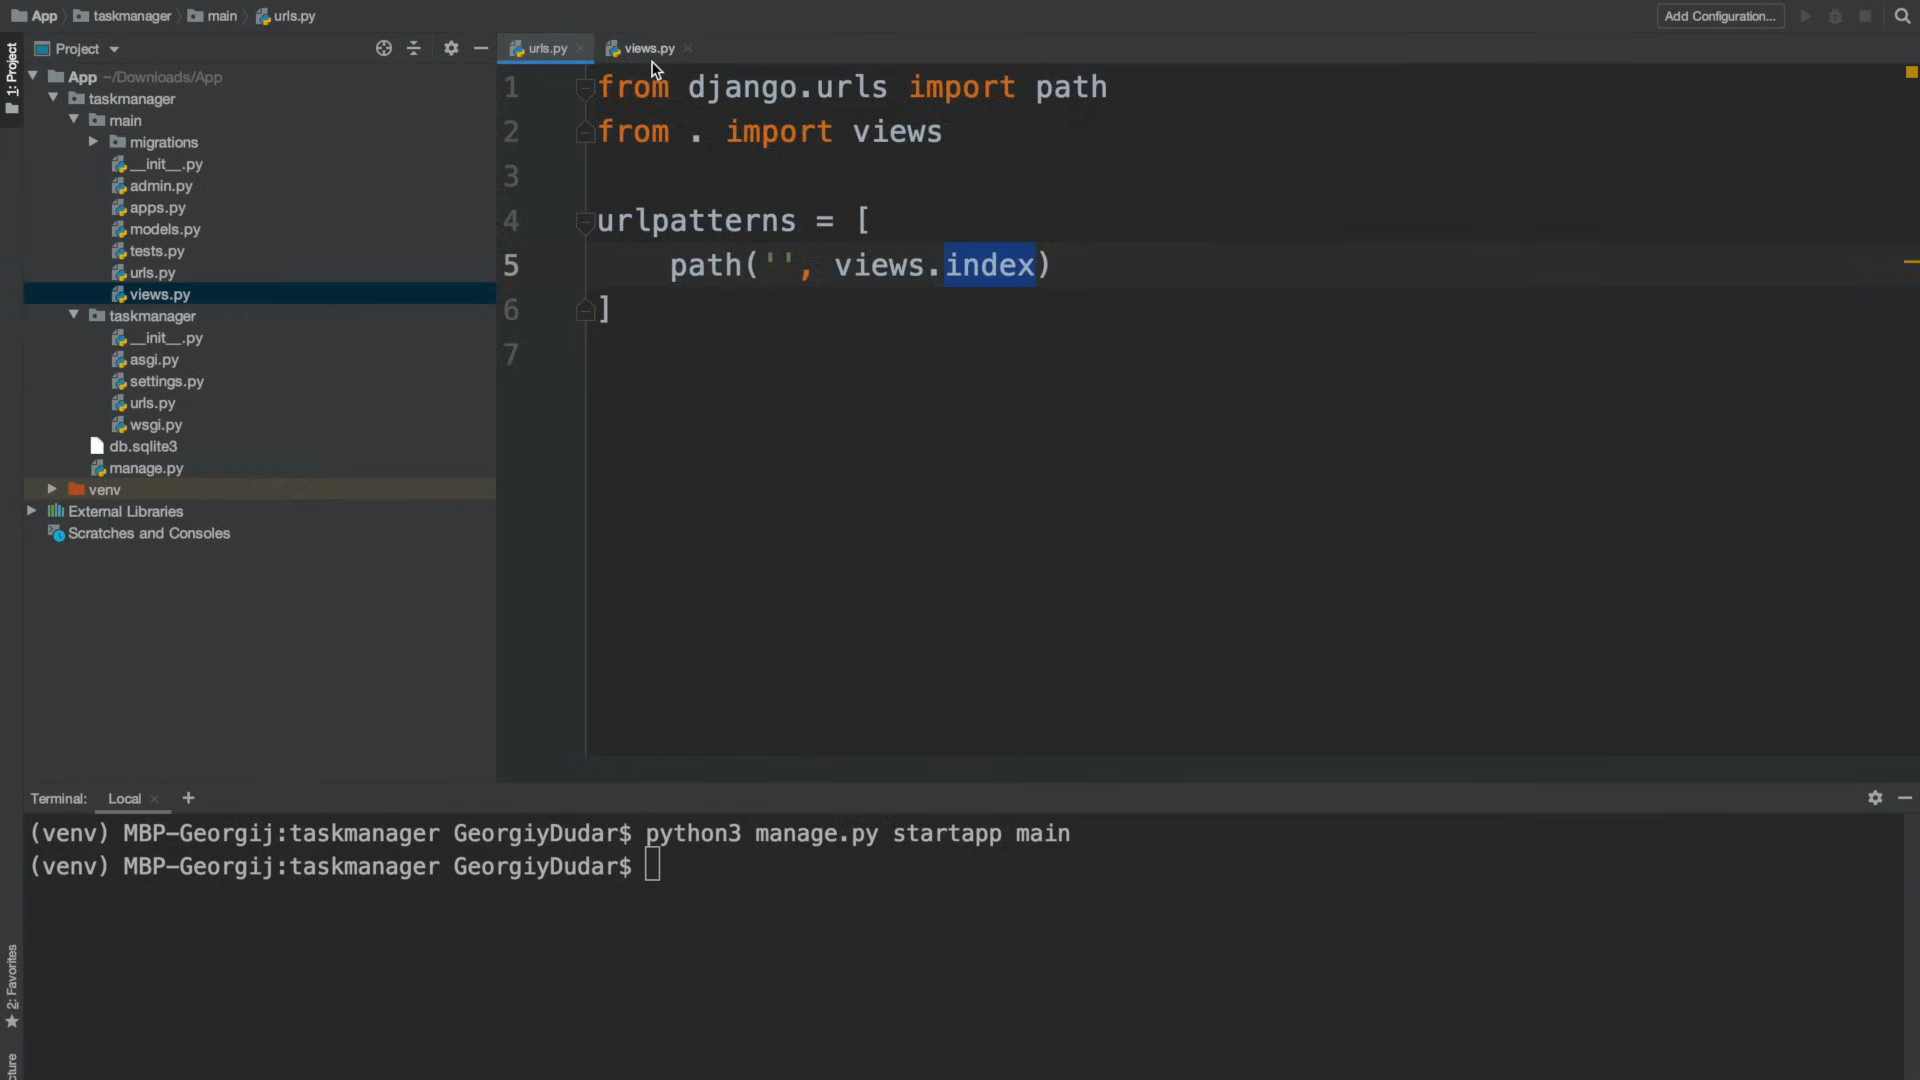 App taskmanager main urls.py
Add Configuration...
1: Project
Project
urls.py
views.py
App ~/Downloads/App
taskmanager
main
migrations
__init__.py
admin.py
apps.py
models.py
tests.py
urls.py
views.py
taskmanager
__init__.py
asgi.py
settings.py
urls.py
wsgi.py
db.sqlite3
manage.py
venv
External Libraries
Scratches and Consoles
1 from django.urls import path
2 from . import views
3
4 urlpatterns = [
5 path('', views.index)
6 ]
7
Terminal: Local +
(venv) MBP-Georgij:taskmanager GeorgiyDudar$ python3 manage.py startapp main
(venv) MBP-Georgij:taskmanager GeorgiyDudar$
2: Favorites
cture